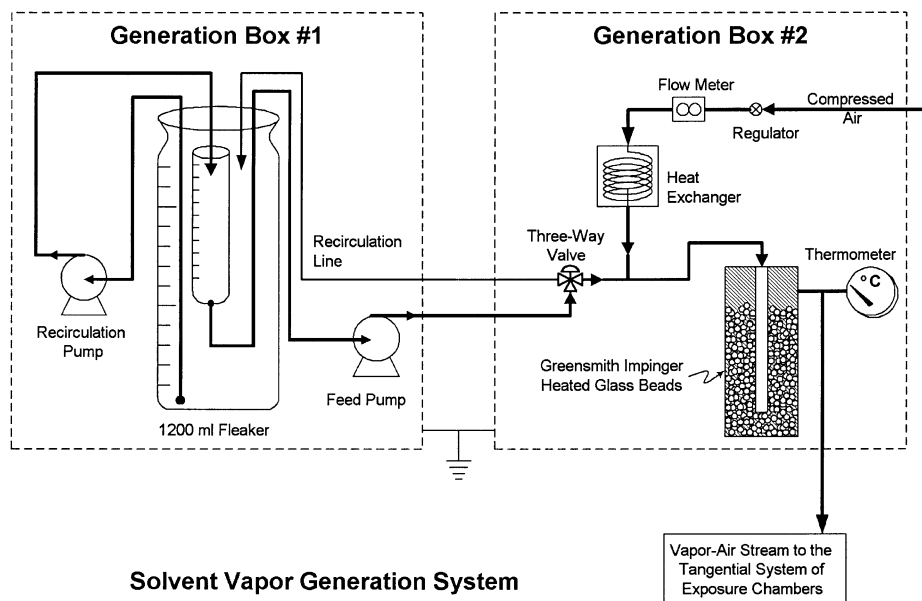 Generation Box #1
Generation Box #2
Flow Meter
Compressed
Air
Regulator
Heat
Exchanger
Recirculation
Line
Three-Way
Valve
Thermometer
°C
Recirculation
Pump
Greensmith Impinger
Heated Glass Beads
Feed Pump
1200 ml Fleaker
Vapor-Air Stream to the
Tangential System of
Exposure Chambers
Solvent Vapor Generation System